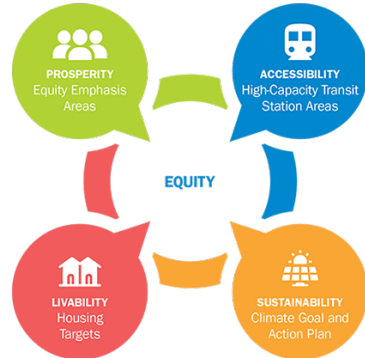 PROSPERITY
Equity Emphasis
Areas
ACCESSIBILITY
High-Capacity Transit
Station Areas
EQUITY
LIVABILITY
Housing
Targets
SUSTAINABILITY
Climate Goal and
Action Plan